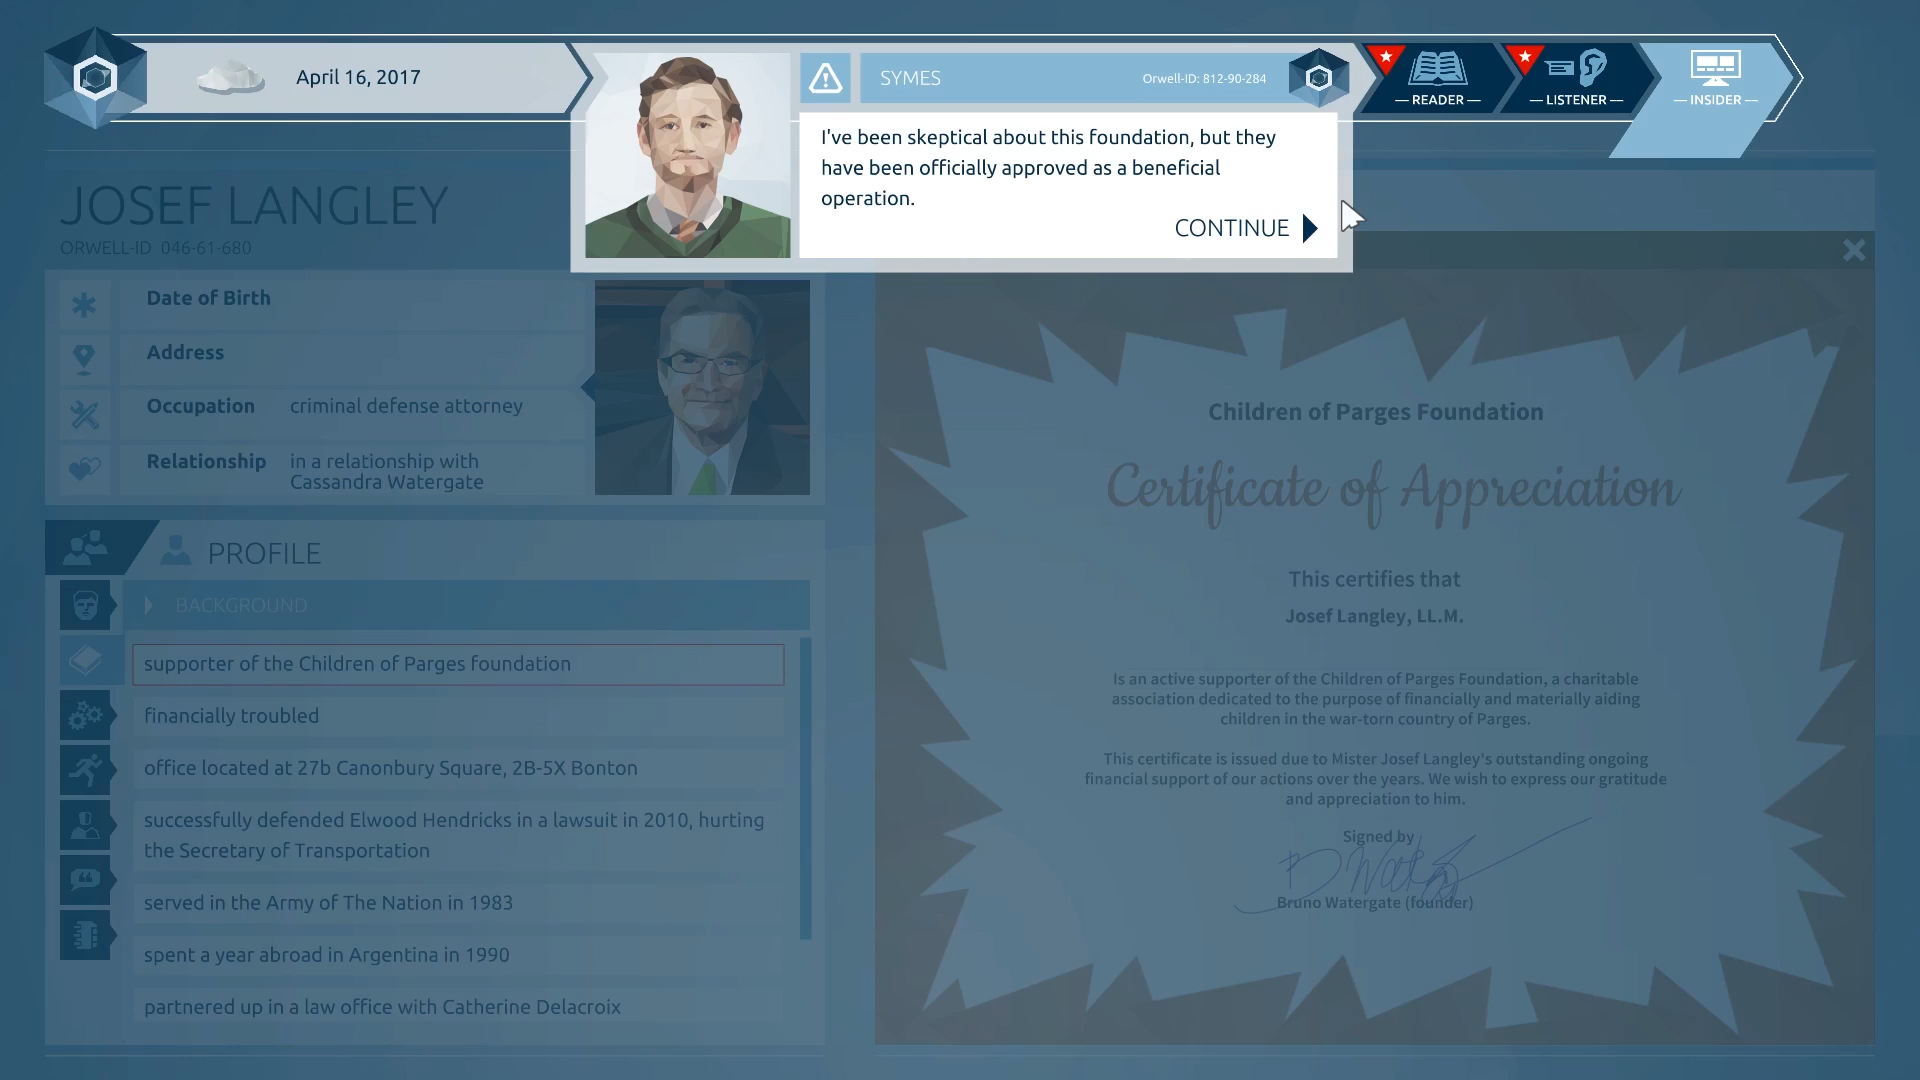 April 16, 2017
SYMES
Orwell-ID: 812-90-284
I've been skeptical about this foundation, but they
have been officially approved as a beneficial
operation.
CONTINUE
READER
LISTENER
INSIDER
JOSEF LANGLEY
ORWELL-ID 046-61-680
Date of Birth
Address
Occupation criminal defense attorney
Relationship in a relationship with
Cassandra Watergate
PROFILE
BACKGROUND
supporter of the Children of Parges foundation
financially troubled
office located at 27b Canonbury Square, 2B-5X Bonton
successfully defended Elwood Hendricks in a lawsuit in 2010, hurting
the Secretary of Transportation
served in the Army of The Nation in 1983
spent a year abroad in Argentina in 1990
partnered up in a law office with Catherine Delacroix
Children of Parges Foundation
Certificate of Appreciation
This certifies that
Josef Langley, LL.M.
Is an active supporter of the Children of Parges Foundation, a charitable
association dedicated to the purpose of financially and materially aiding
children in the war-torn country of Parges.
This certificate is issued due to Mister Josef Langley's outstanding ongoing
financial support of our actions over the years. We wish to express our gratitude
and appreciation to him.
Signed by
Bruno Watergate (founder)